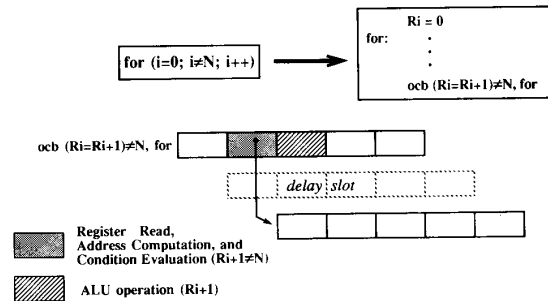 for (i=0; i≠N; i++)
Ri = 0
for:
.
.
.
ocb (Ri=Ri+1)≠N, for
ocb (Ri=Ri+1)≠N, for
delay slot
Register Read,
Address Computation, and
Condition Evaluation (Ri+1≠N)
ALU operation (Ri+1)